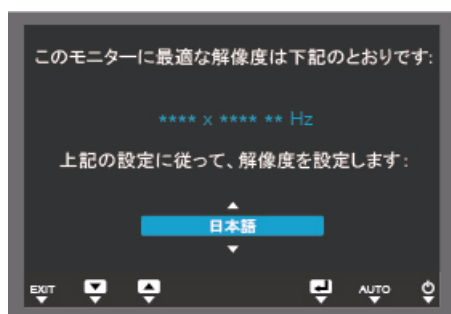 このモニターに最適な解像度は下記のとおりです:
**** x **** ** Hz
上記の設定に従って、解像度を設定します:
日本語
EXIT AUTO